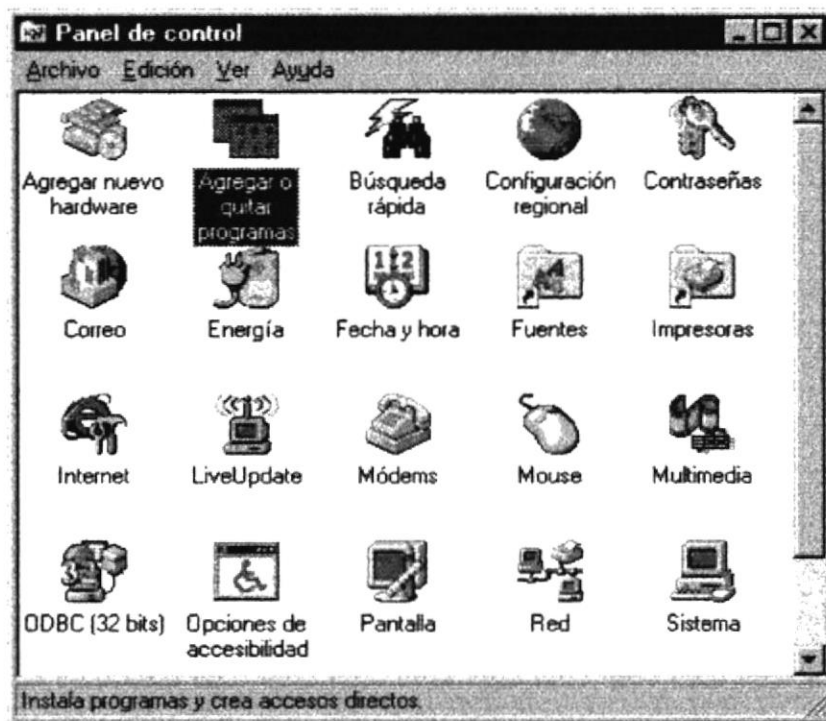 Panel de control
Archivo Edición Ver Ayuda
Agregar nuevo hardware
Agregar o quitar programas
Búsqueda rápida
Configuración regional
Contraseñas
Correo
Energía
Fecha y hora
Fuentes
Impresoras
Internet
LiveUpdate
Módems
Mouse
Multimedia
ODBC (32 bits)
Opciones de accesibilidad
Pantalla
Red
Sistema
Instala programas y crea accesos directos.